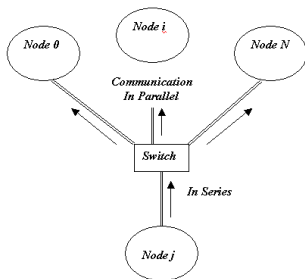 Node i
Node 0
Node N
Communication
In Parallel
Switch
In Series
Node j